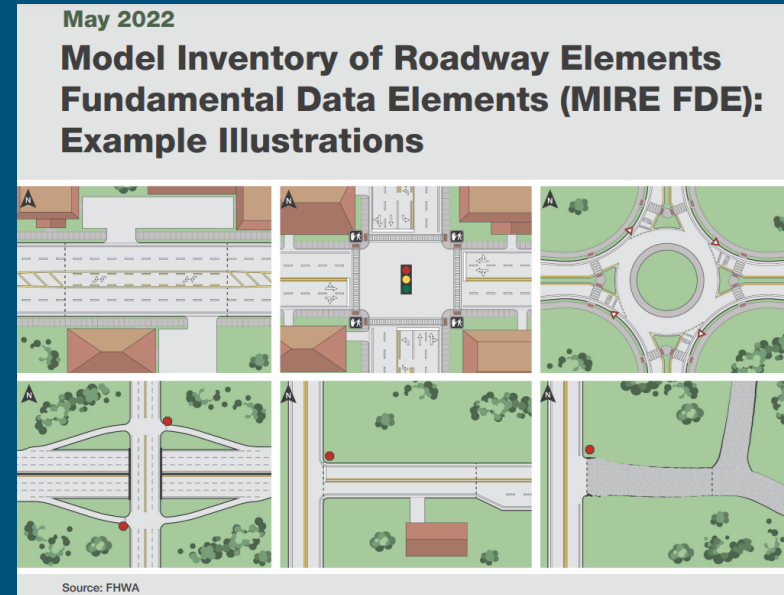 May 2022
Model Inventory of Roadway Elements
Fundamental Data Elements (MIRE FDE):
Example Illustrations
N
N
N
N
N
N
Source: FHWA